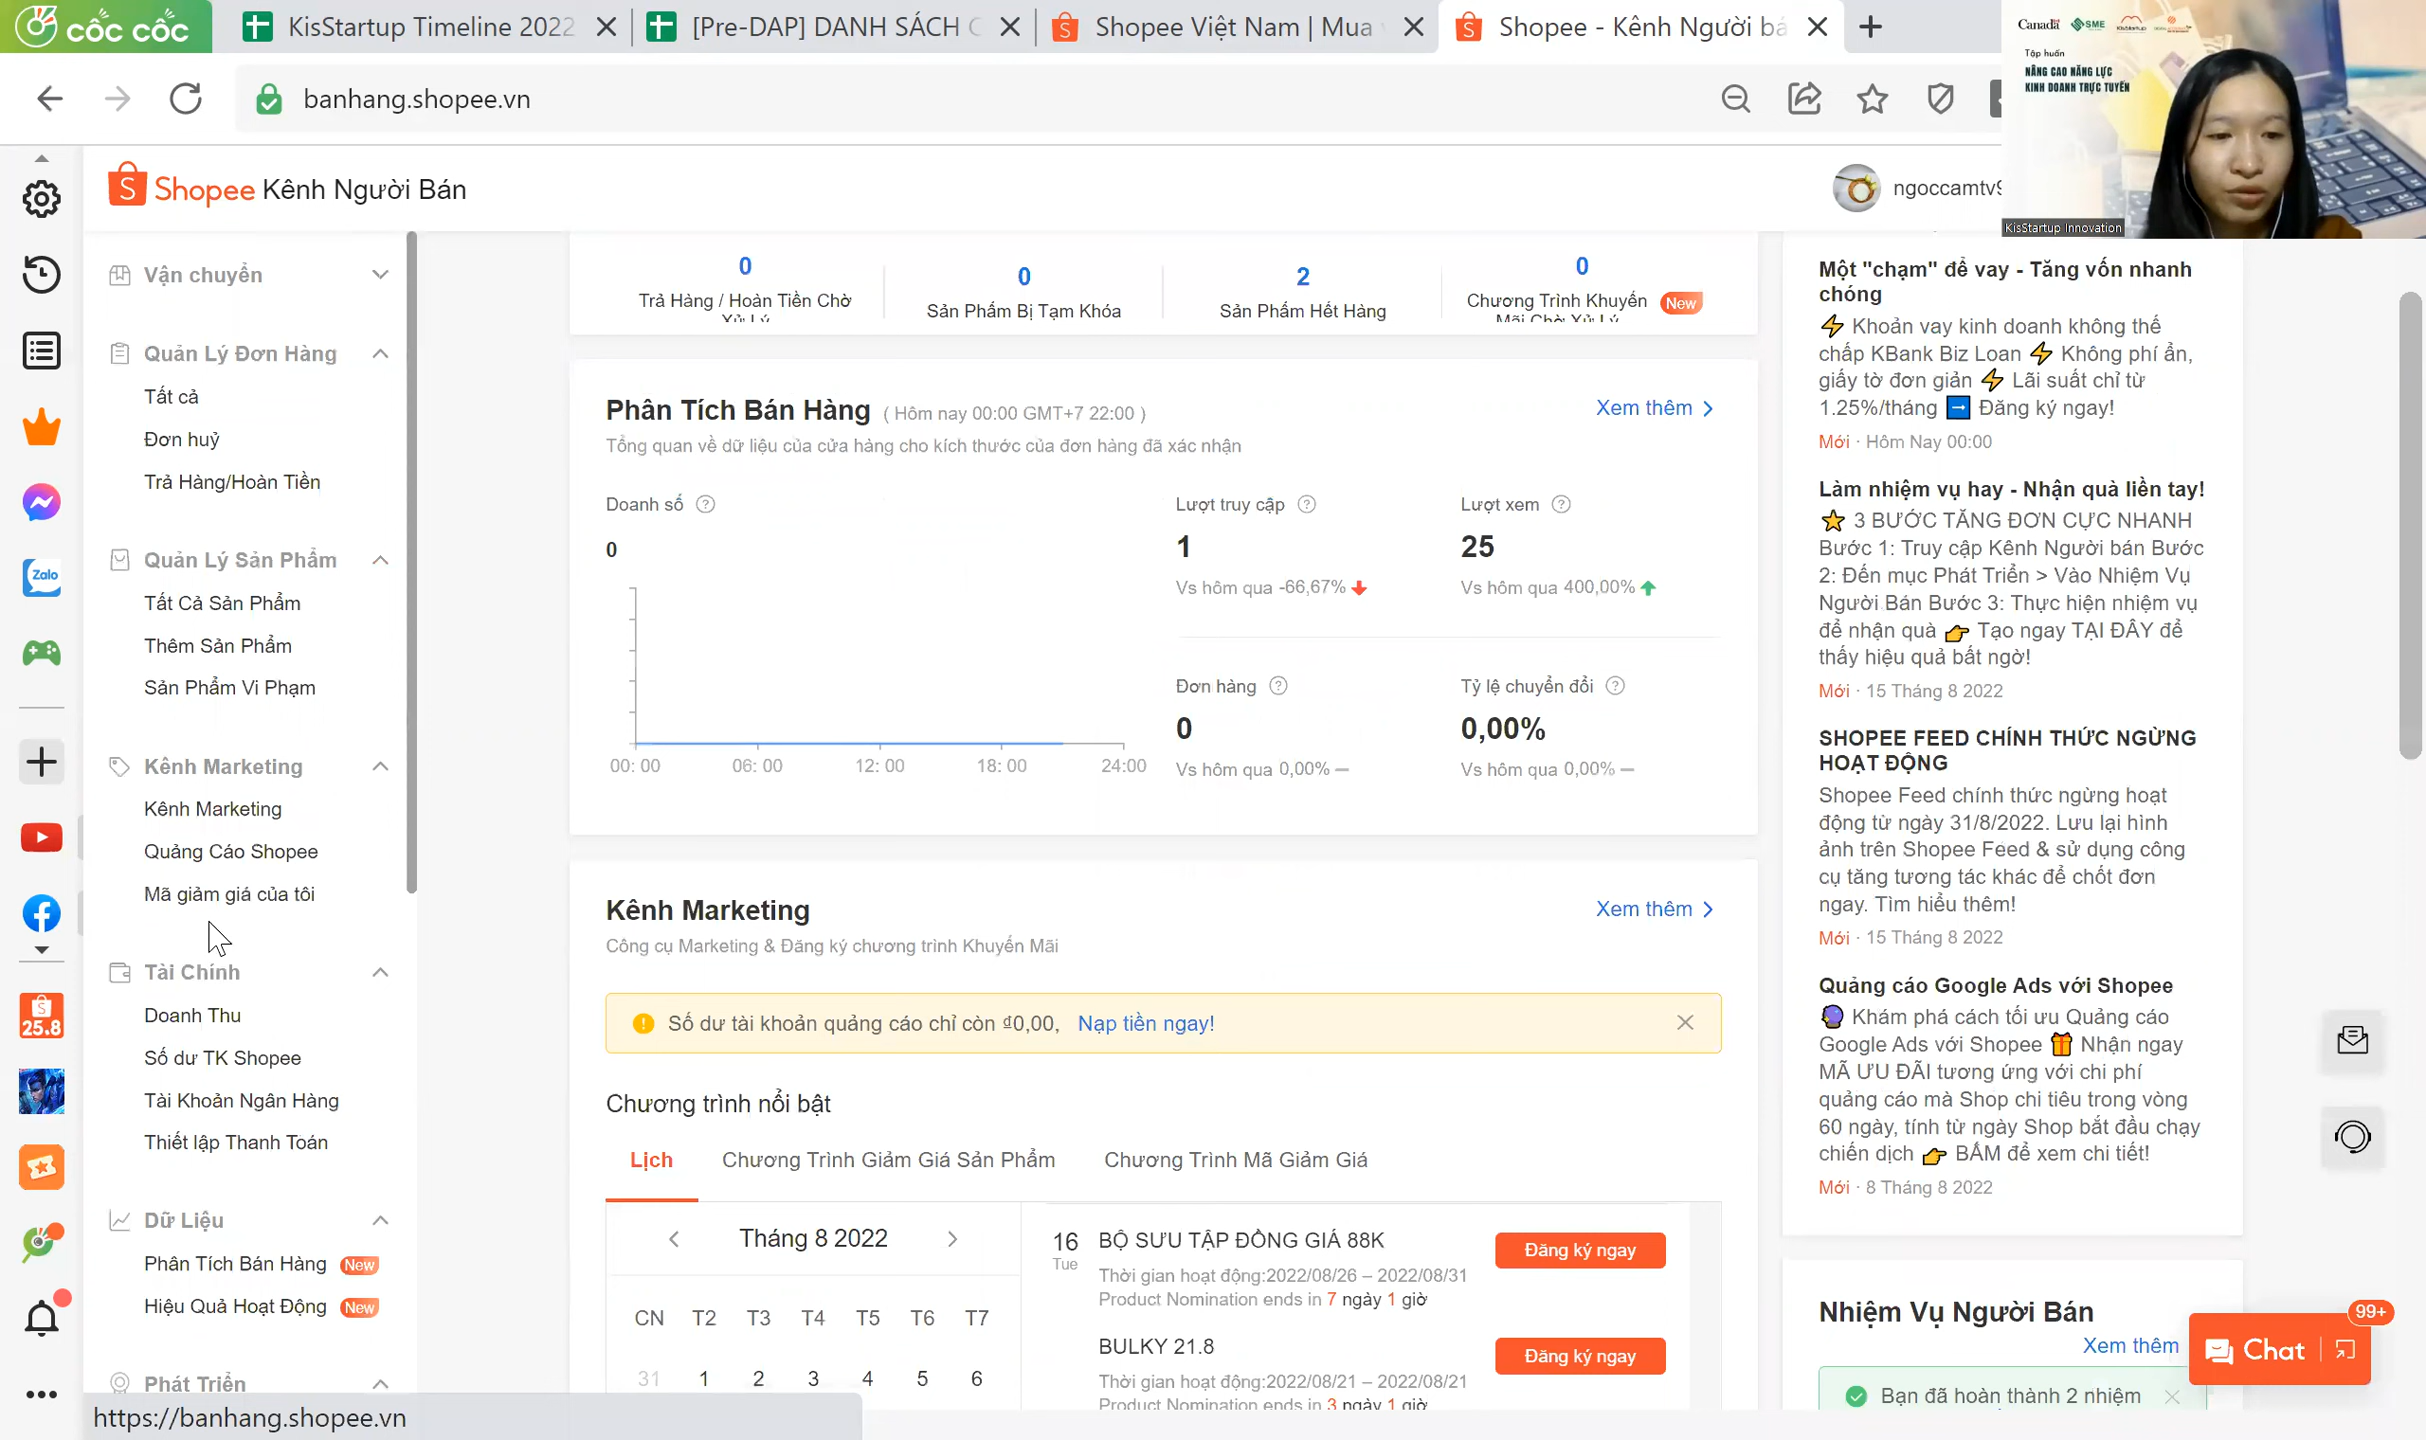 cốc cốc
KisStartup Timeline 2022
[Pre-DAP] DANH SÁCH
Shopee Việt Nam | Mua
Shopee - Kênh Người bá
banhang.shopee.vn
Canada
SME
KisStartup
Tập huấn
NÂNG CAO NĂNG LỰC
KINH DOANH TRỰC TUYẾN
KisStartup Innovation
Shopee Kênh Người Bán
ngoccamtv9
Zalo
25.8
Vận chuyển
Quản Lý Đơn Hàng
Tất cả
Đơn huỷ
Trả Hàng/Hoàn Tiền
Quản Lý Sản Phẩm
Tất Cả Sản Phẩm
Thêm Sản Phẩm
Sản Phẩm Vi Phạm
Kênh Marketing
Kênh Marketing
Quảng Cáo Shopee
Mã giảm giá của tôi
Tài Chính
Doanh Thu
Số dư TK Shopee
Tài Khoản Ngân Hàng
Thiết lập Thanh Toán
Dữ Liệu
Phân Tích Bán Hàng New
Hiệu Quả Hoạt Động New
Phát Triển
https://banhang.shopee.vn
0
Trả Hàng / Hoàn Tiền Chờ
Xử Lý
0
Sản Phẩm Bị Tạm Khóa
2
Sản Phẩm Hết Hàng
0
Chương Trình Khuyến
Mãi Chờ Xử Lý
New
Phân Tích Bán Hàng ( Hôm nay 00:00 GMT+7 22:00 )
Xem thêm
Tổng quan về dữ liệu của cửa hàng cho kích thước của đơn hàng đã xác nhận
Doanh số
0
00: 00 06: 00 12: 00 18: 00 24:00
Lượt truy cập
1
Vs hôm qua -66,67%
Lượt xem
25
Vs hôm qua 400,00%
Đơn hàng
0
Vs hôm qua 0,00% –
Tỷ lệ chuyển đổi
0,00%
Vs hôm qua 0,00% –
Kênh Marketing
Xem thêm
Công cụ Marketing & Đăng ký chương trình Khuyến Mãi
Số dư tài khoản quảng cáo chỉ còn ₫0,00, Nạp tiền ngay!
Chương trình nổi bật
Lịch Chương Trình Giảm Giá Sản Phẩm Chương Trình Mã Giảm Giá
Tháng 8 2022
CN T2 T3 T4 T5 T6 T7
31 1 2 3 4 5 6
16
Tue
BỘ SƯU TẬP ĐỒNG GIÁ 88K
Thời gian hoạt động:2022/08/26 – 2022/08/31
Product Nomination ends in 7 ngày 1 giờ
Đăng ký ngay
BULKY 21.8
Thời gian hoạt động:2022/08/21 – 2022/08/21
Product Nomination ends in 3 ngày 1 giờ
Đăng ký ngay
Một "chạm" để vay - Tăng vốn nhanh
chóng
⚡ Khoản vay kinh doanh không thế
chấp KBank Biz Loan ⚡ Không phí ẩn,
giấy tờ đơn giản ⚡ Lãi suất chỉ từ
1.25%/tháng ➡ Đăng ký ngay!
Mới · Hôm Nay 00:00
Làm nhiệm vụ hay - Nhận quà liền tay!
⭐ 3 BƯỚC TĂNG ĐƠN CỰC NHANH
Bước 1: Truy cập Kênh Người bán Bước
2: Đến mục Phát Triển > Vào Nhiệm Vụ
Người Bán Bước 3: Thực hiện nhiệm vụ
để nhận quà 👉 Tạo ngay TẠI ĐÂY để
thấy hiệu quả bất ngờ!
Mới · 15 Tháng 8 2022
SHOPEE FEED CHÍNH THỨC NGỪNG
HOẠT ĐỘNG
Shopee Feed chính thức ngừng hoạt
động từ ngày 31/8/2022. Lưu lại hình
ảnh trên Shopee Feed & sử dụng công
cụ tăng tương tác khác để chốt đơn
ngay. Tìm hiểu thêm!
Mới · 15 Tháng 8 2022
Quảng cáo Google Ads với Shopee
🔮 Khám phá cách tối ưu Quảng cáo
Google Ads với Shopee 🎁 Nhận ngay
MÃ ƯU ĐÃI tương ứng với chi phí
quảng cáo mà Shop chi tiêu trong vòng
60 ngày, tính từ ngày Shop bắt đầu chạy
chiến dịch 👉 BẤM để xem chi tiết!
Mới · 8 Tháng 8 2022
Nhiệm Vụ Người Bán
Xem thêm
Bạn đã hoàn thành 2 nhiệm
99+
Chat